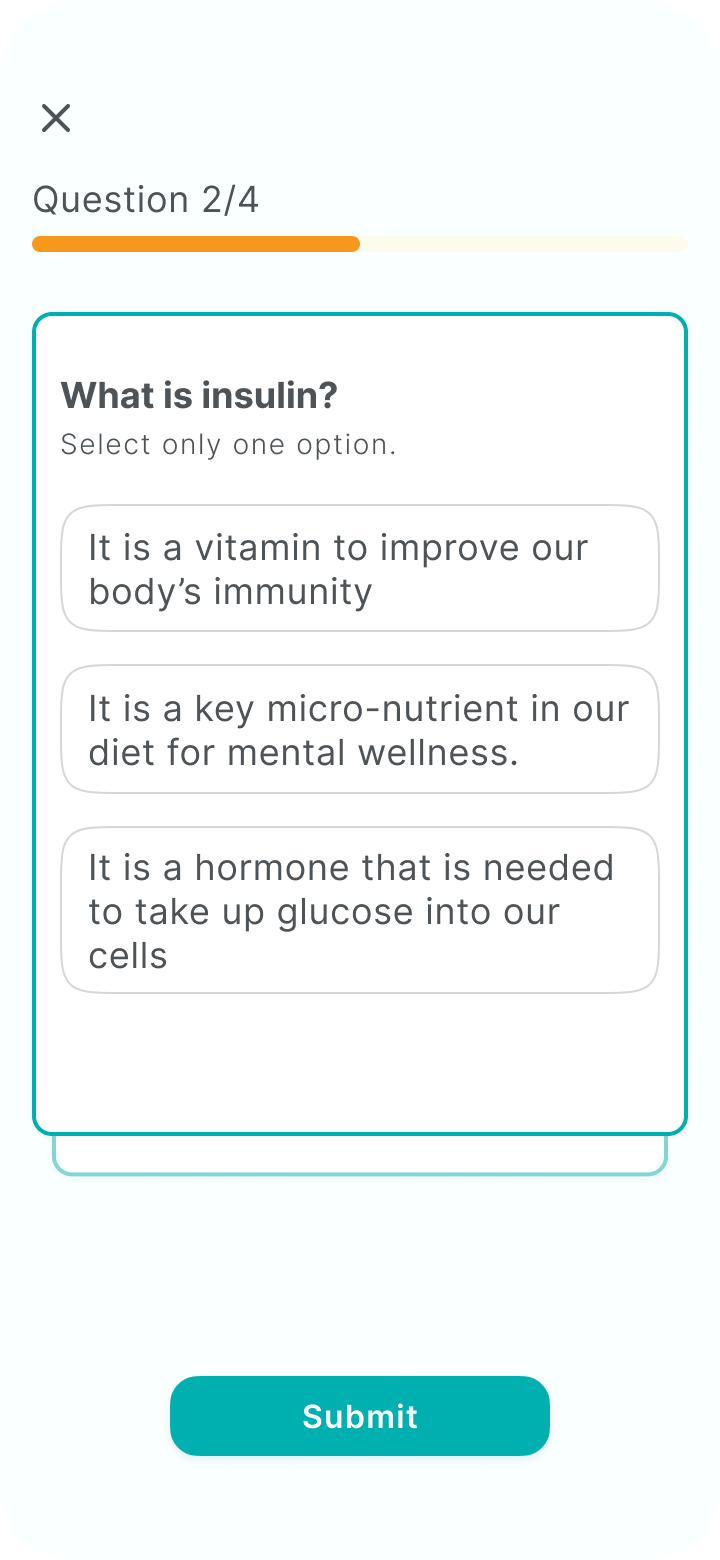 Question 2/4
What is insulin?
Select only one option.
It is a vitamin to improve our
body’s immunity
It is a key micro-nutrient in our
diet for mental wellness.
It is a hormone that is needed
to take up glucose into our
cells
Submit